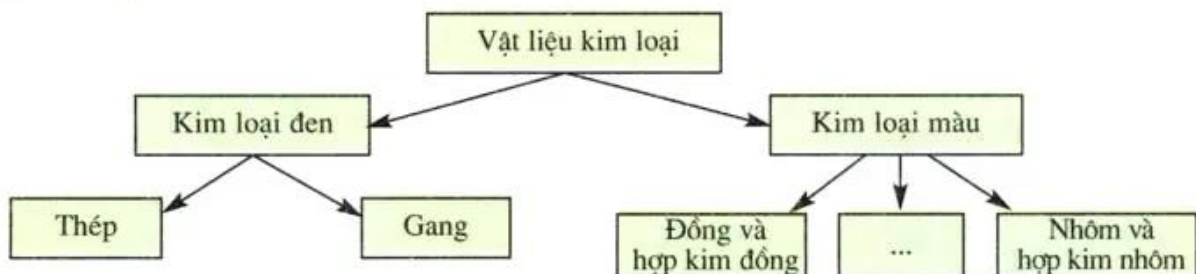 Vật liệu kim loại
Kim loại đen
Kim loại màu
Thép
Gang
Đồng và
hợp kim đồng
...
Nhôm và
hợp kim nhôm